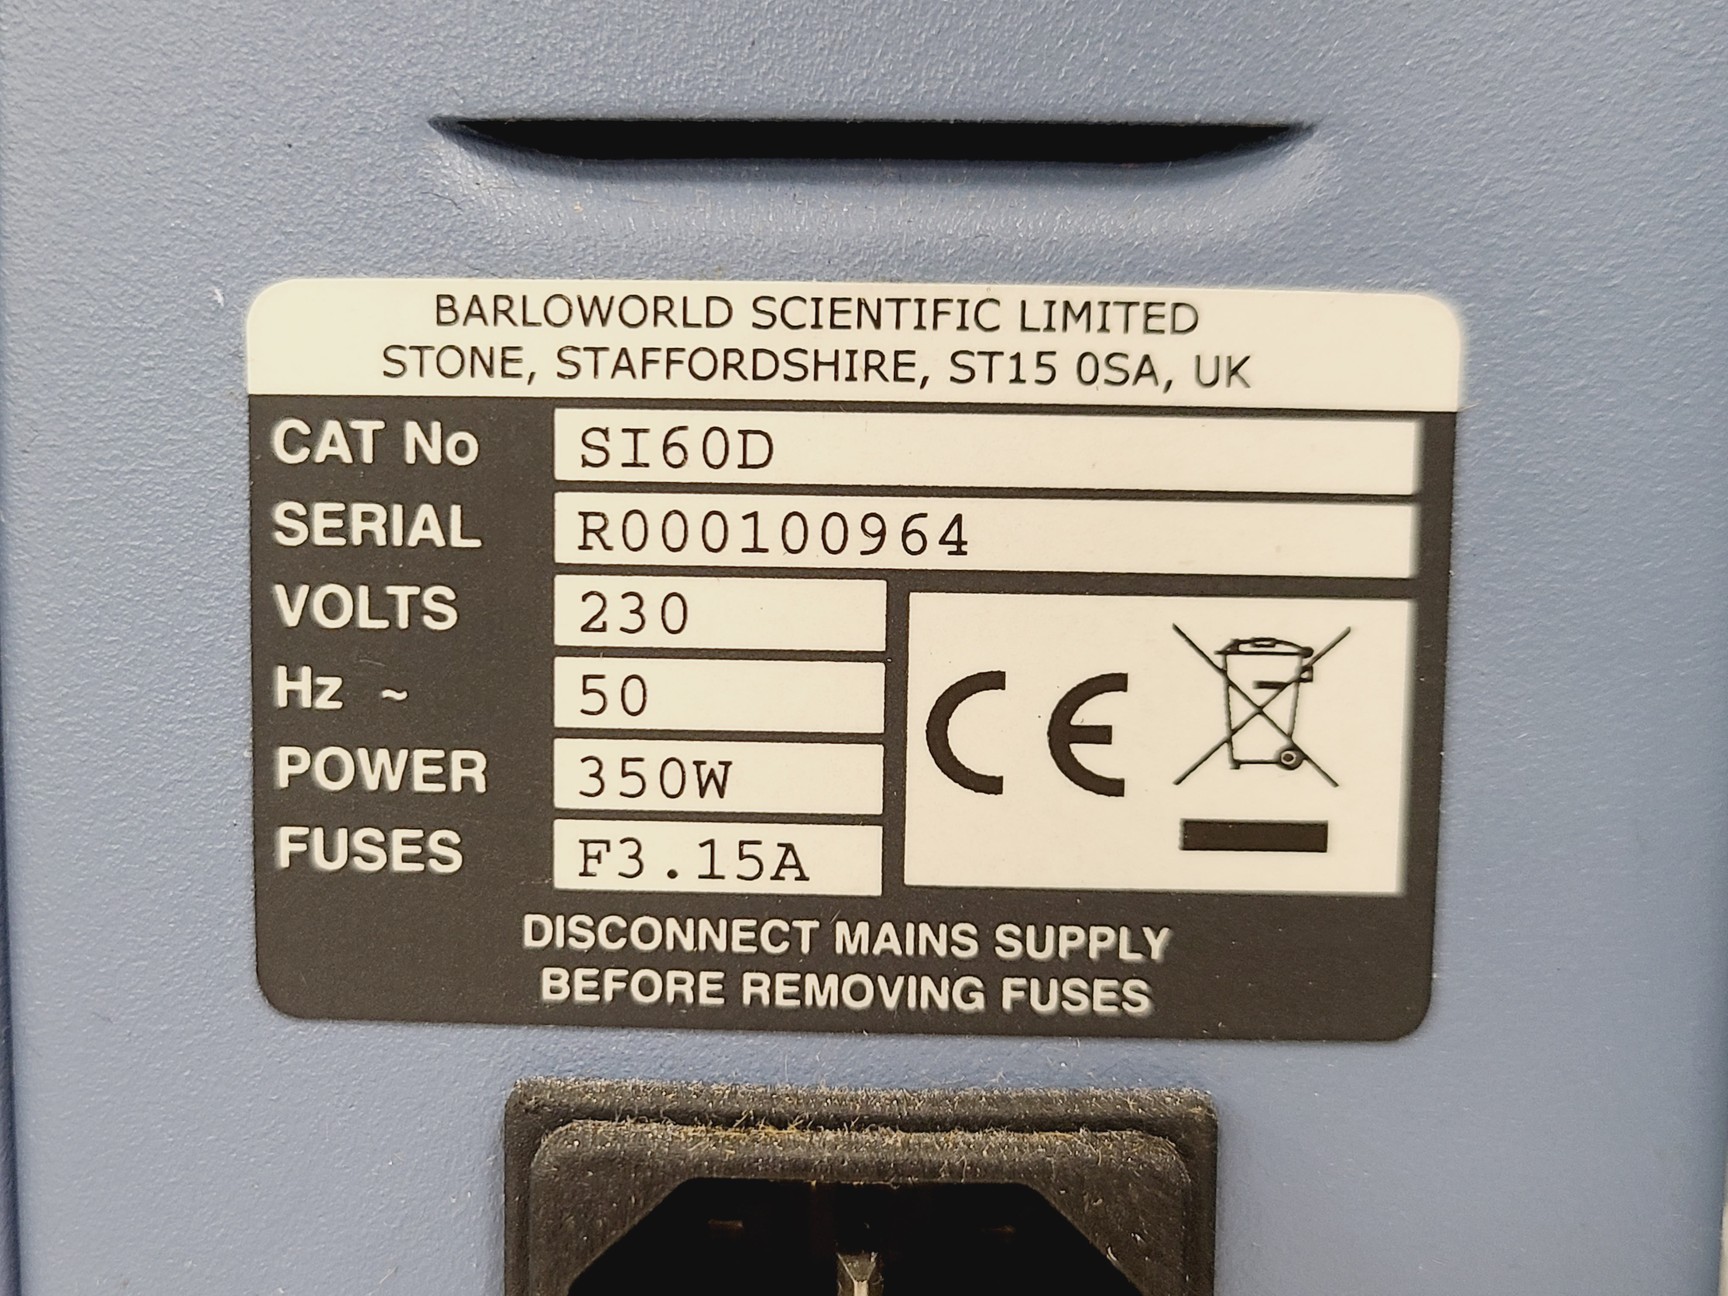 BARLOWORLD SCIENTIFIC LIMITED
STONE, STAFFORDSHIRE, ST15 0SA, UK
CAT No SI60D
SERIAL R000100964
VOLTS 230
Hz ~ 50
POWER 350W
FUSES F3.15A
CE
DISCONNECT MAINS SUPPLY
BEFORE REMOVING FUSES